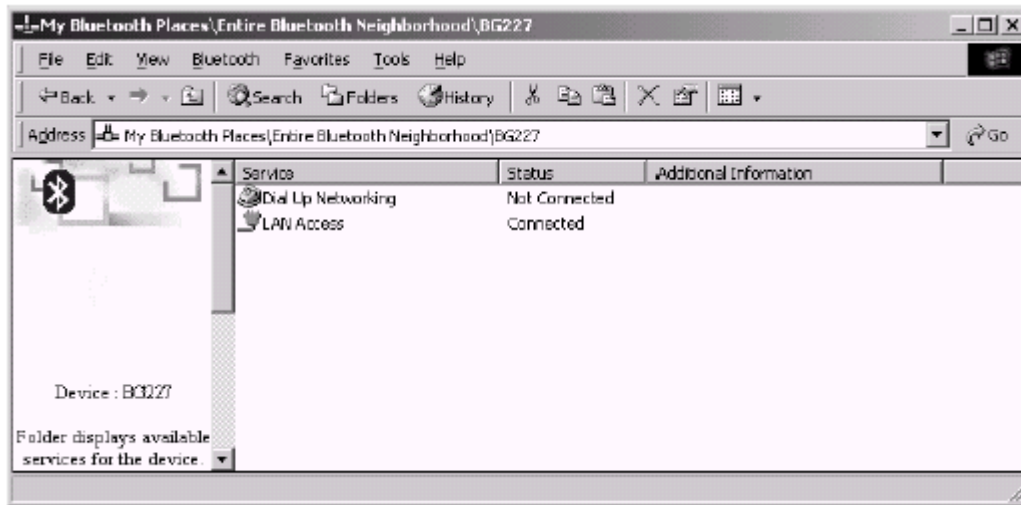 My Bluetooth Places\Entire Bluetooth Neighborhood\BG227
File Edit View Bluetooth Favorites Tools Help
Back Search Folders History
Address My Bluetooth Places\Entire Bluetooth Neighborhood\BG227 Go
Service Status Additional Information
Dial Up Networking Not Connected
LAN Access Connected
Device : BG227
Folder displays available
services for the device.